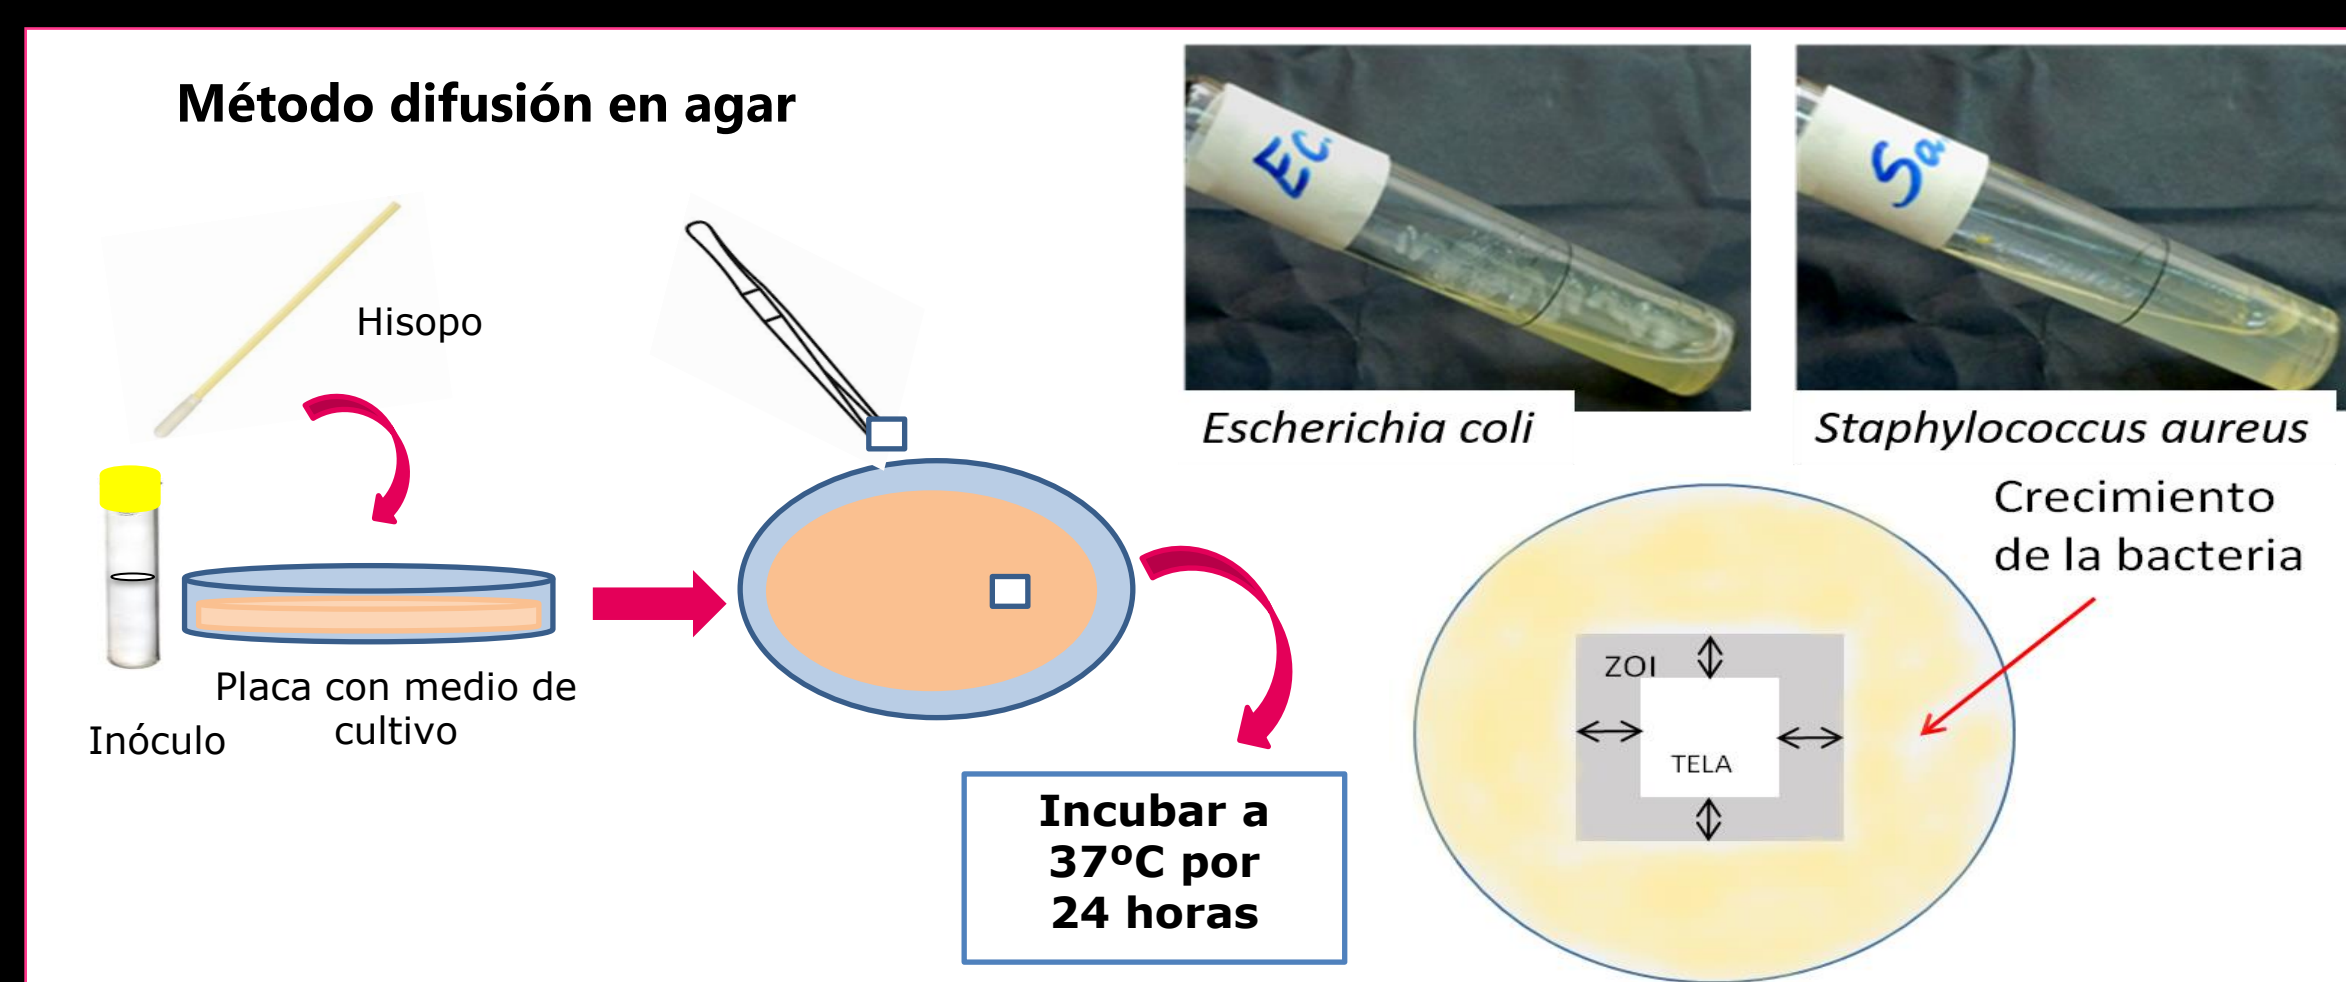 Método difusión en agar
Hisopo
Inóculo
Placa con medio de
cultivo
Incubar a
37ºC por
24 horas
Ec
Sa
Escherichia coli
Staphylococcus aureus
Crecimiento
de la bacteria
ZOI
TELA